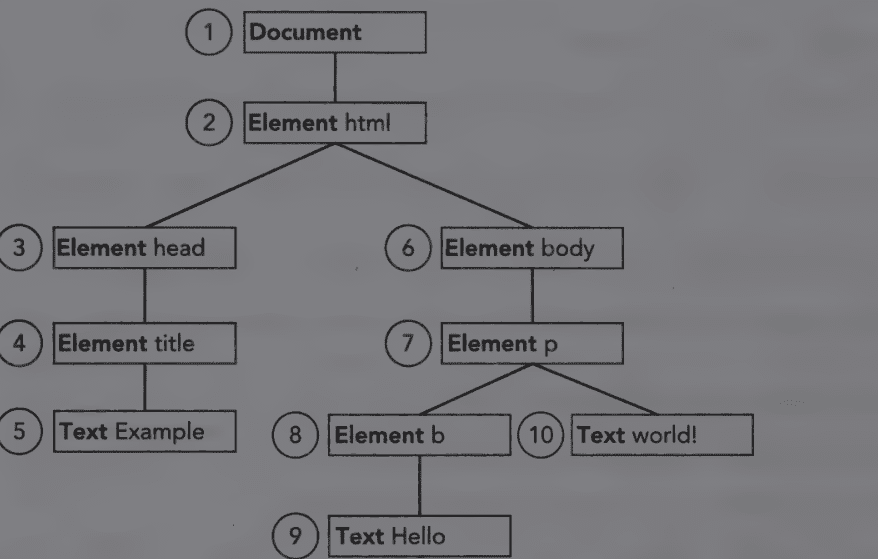 1 Document
2 Element html
3 Element head
6 Element body
4 Element title
7 Element p
5 Text Example
8 Element b
10 Text world!
9 Text Hello